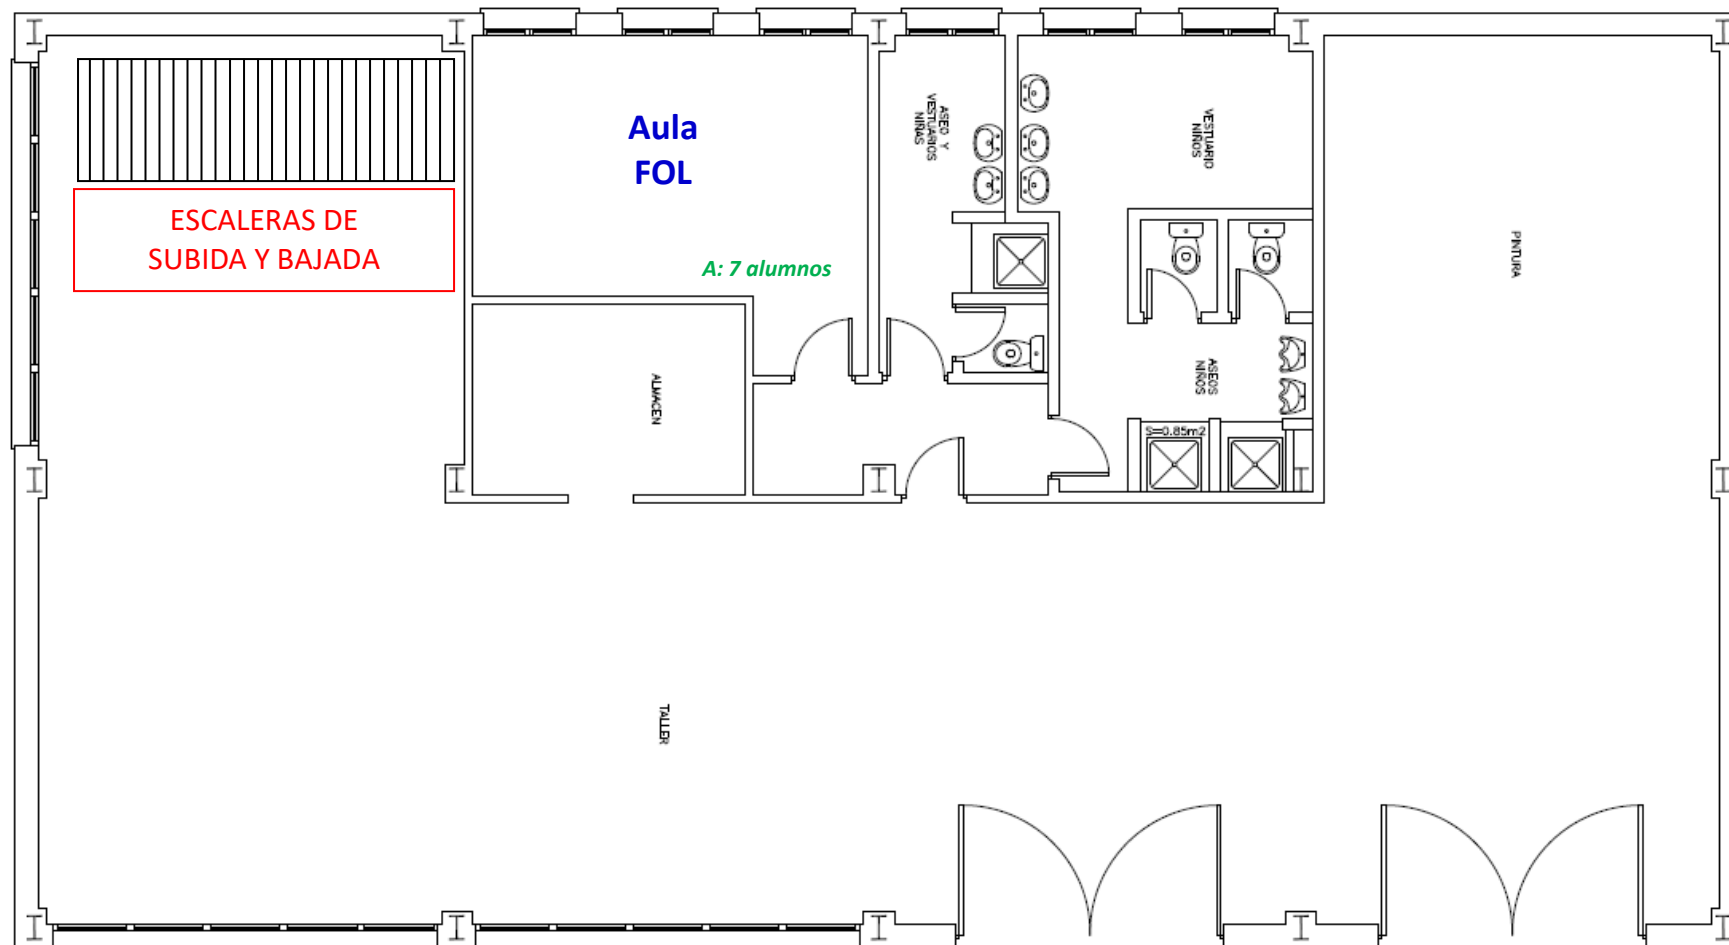 Aula
FOL
ESCALERAS DE
SUBIDA Y BAJADA
A: 7 alumnos
ASEO Y
VESTUARIOS
NIÑAS
VESTUARIO
NIÑOS
PINTURA
ALMACEN
ASEOS
NIÑOS
S=0.85m2
TALLER